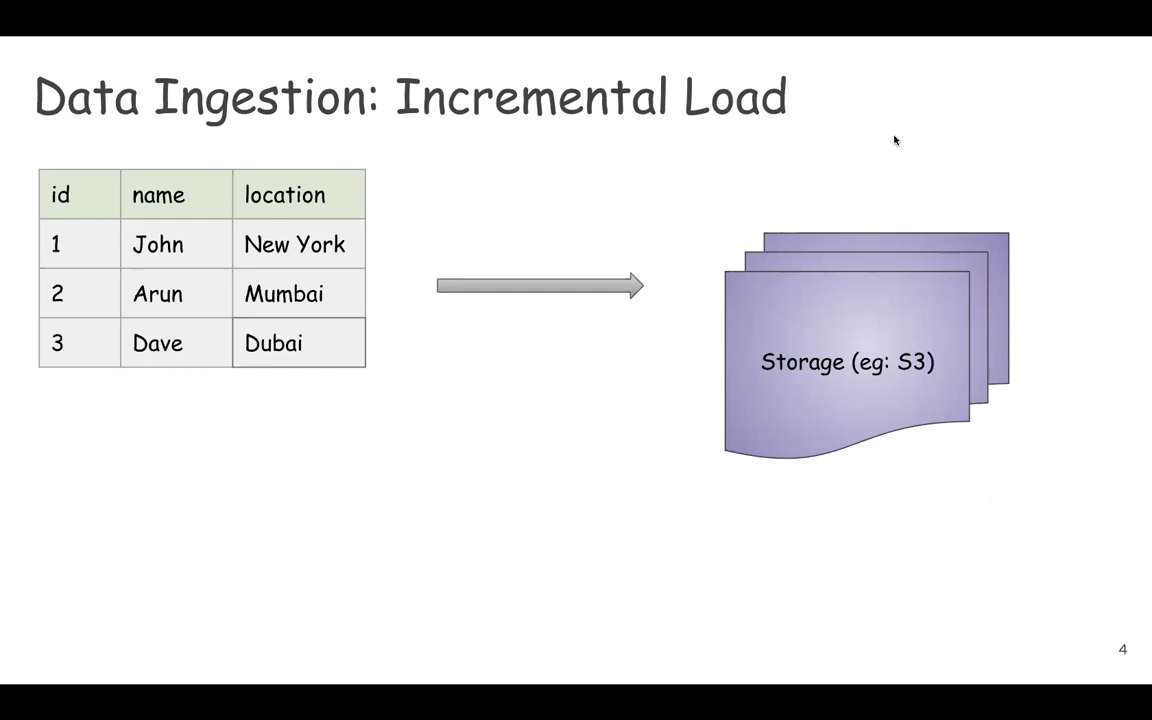 Data Ingestion: Incremental Load
id name location
1 John New York
2 Arun Mumbai
3 Dave Dubai
Storage (eg: S3)
4